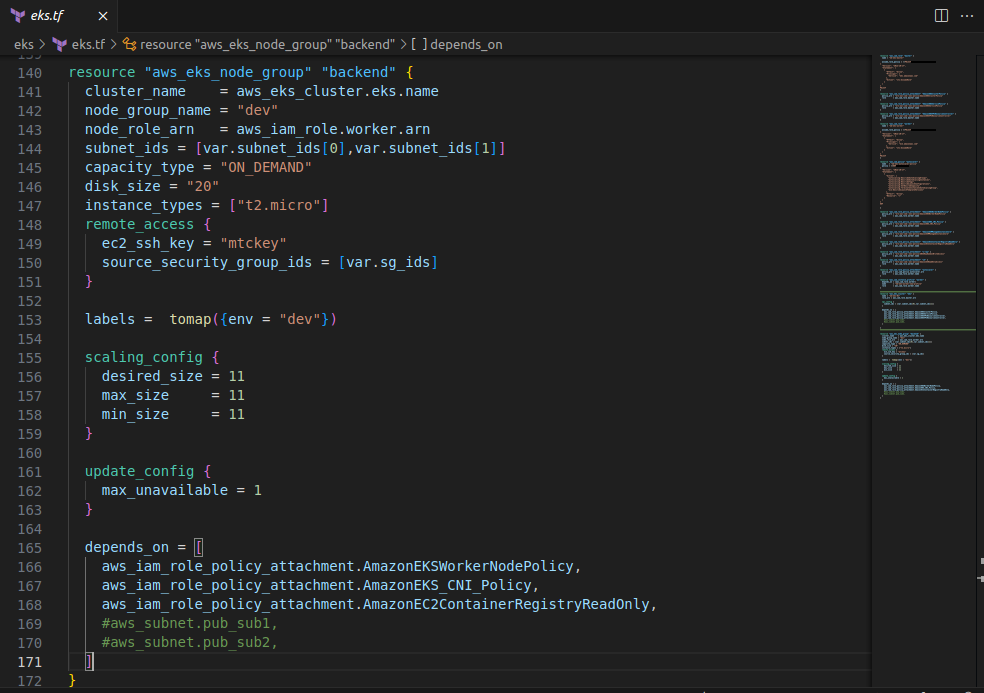 eks.tf
eks > eks.tf > resource "aws_eks_node_group" "backend" > [ ] depends_on
140 resource "aws_eks_node_group" "backend" {
141   cluster_name    = aws_eks_cluster.eks.name
142   node_group_name = "dev"
143   node_role_arn   = aws_iam_role.worker.arn
144   subnet_ids = [var.subnet_ids[0],var.subnet_ids[1]]
145   capacity_type = "ON_DEMAND"
146   disk_size = "20"
147   instance_types = ["t2.micro"]
148   remote_access {
149     ec2_ssh_key = "mtckey"
150     source_security_group_ids = [var.sg_ids]
151   }
152
153   labels =  tomap({env = "dev"})
154
155   scaling_config {
156     desired_size = 11
157     max_size     = 11
158     min_size     = 11
159   }
160
161   update_config {
162     max_unavailable = 1
163   }
164
165   depends_on = [
166     aws_iam_role_policy_attachment.AmazonEKSWorkerNodePolicy,
167     aws_iam_role_policy_attachment.AmazonEKS_CNI_Policy,
168     aws_iam_role_policy_attachment.AmazonEC2ContainerRegistryReadOnly,
169     #aws_subnet.pub_sub1,
170     #aws_subnet.pub_sub2,
171   ]
172 }